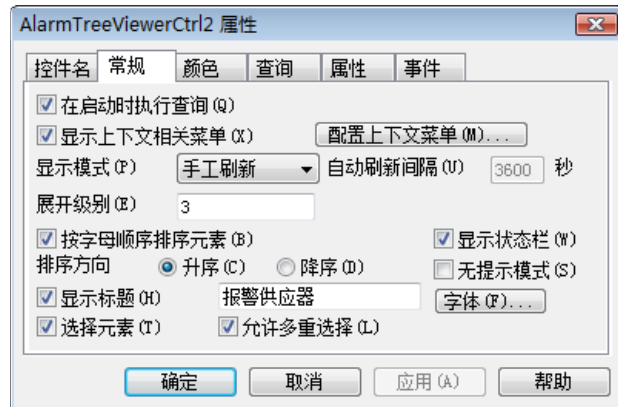 AlarmTreeViewerCtrl2 属性
控件名 常规 颜色 查询 属性 事件
在启动时执行查询(Q)
显示上下文相关菜单(X) 配置上下文菜单(M)...
显示模式(P) 手工刷新 自动刷新间隔(U) 3600 秒
展开级别(E) 3
按字母顺序排序元素(B) 显示状态栏(W)
排序方向 升序(C) 降序(D) 无提示模式(S)
显示标题(H) 报警供应器 字体(F)...
选择元素(T) 允许多重选择(L)
确定 取消 应用(A) 帮助